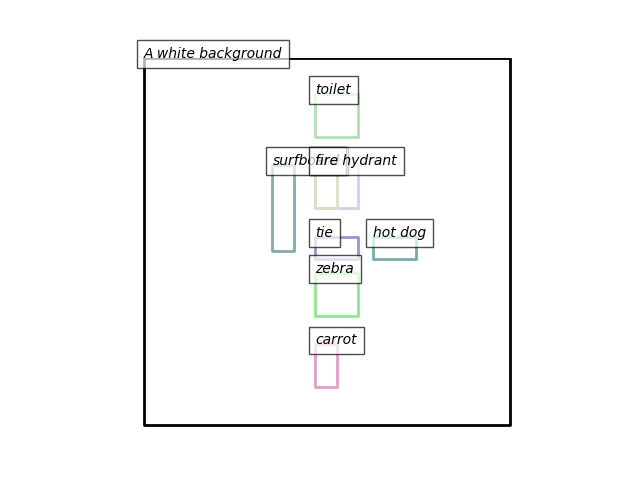 A white background
toilet
surfboard
fire hydrant
tie
hot dog
zebra
carrot